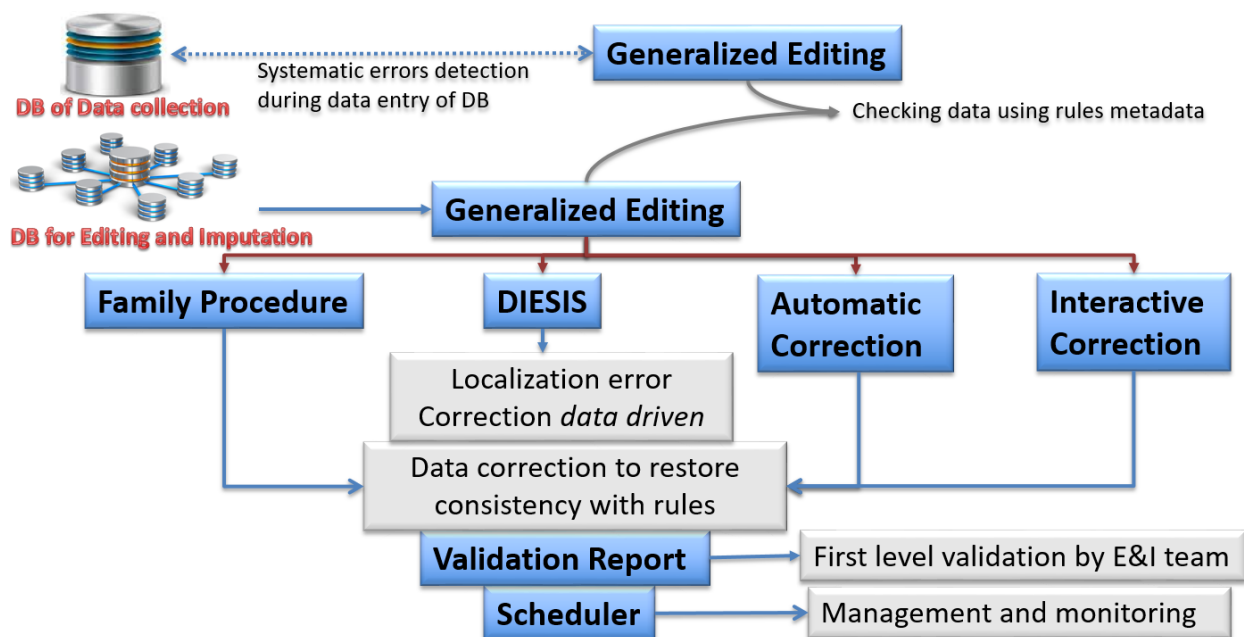 Generalized Editing
Systematic errors detection
during data entry of DB
DB of Data collection
Checking data using rules metadata
Generalized Editing
DB for Editing and Imputation
Family Procedure
DIESIS
Automatic
Correction
Interactive
Correction
Localization error
Correction data driven
Data correction to restore
consistency with rules
Validation Report
First level validation by E&I team
Scheduler
Management and monitoring